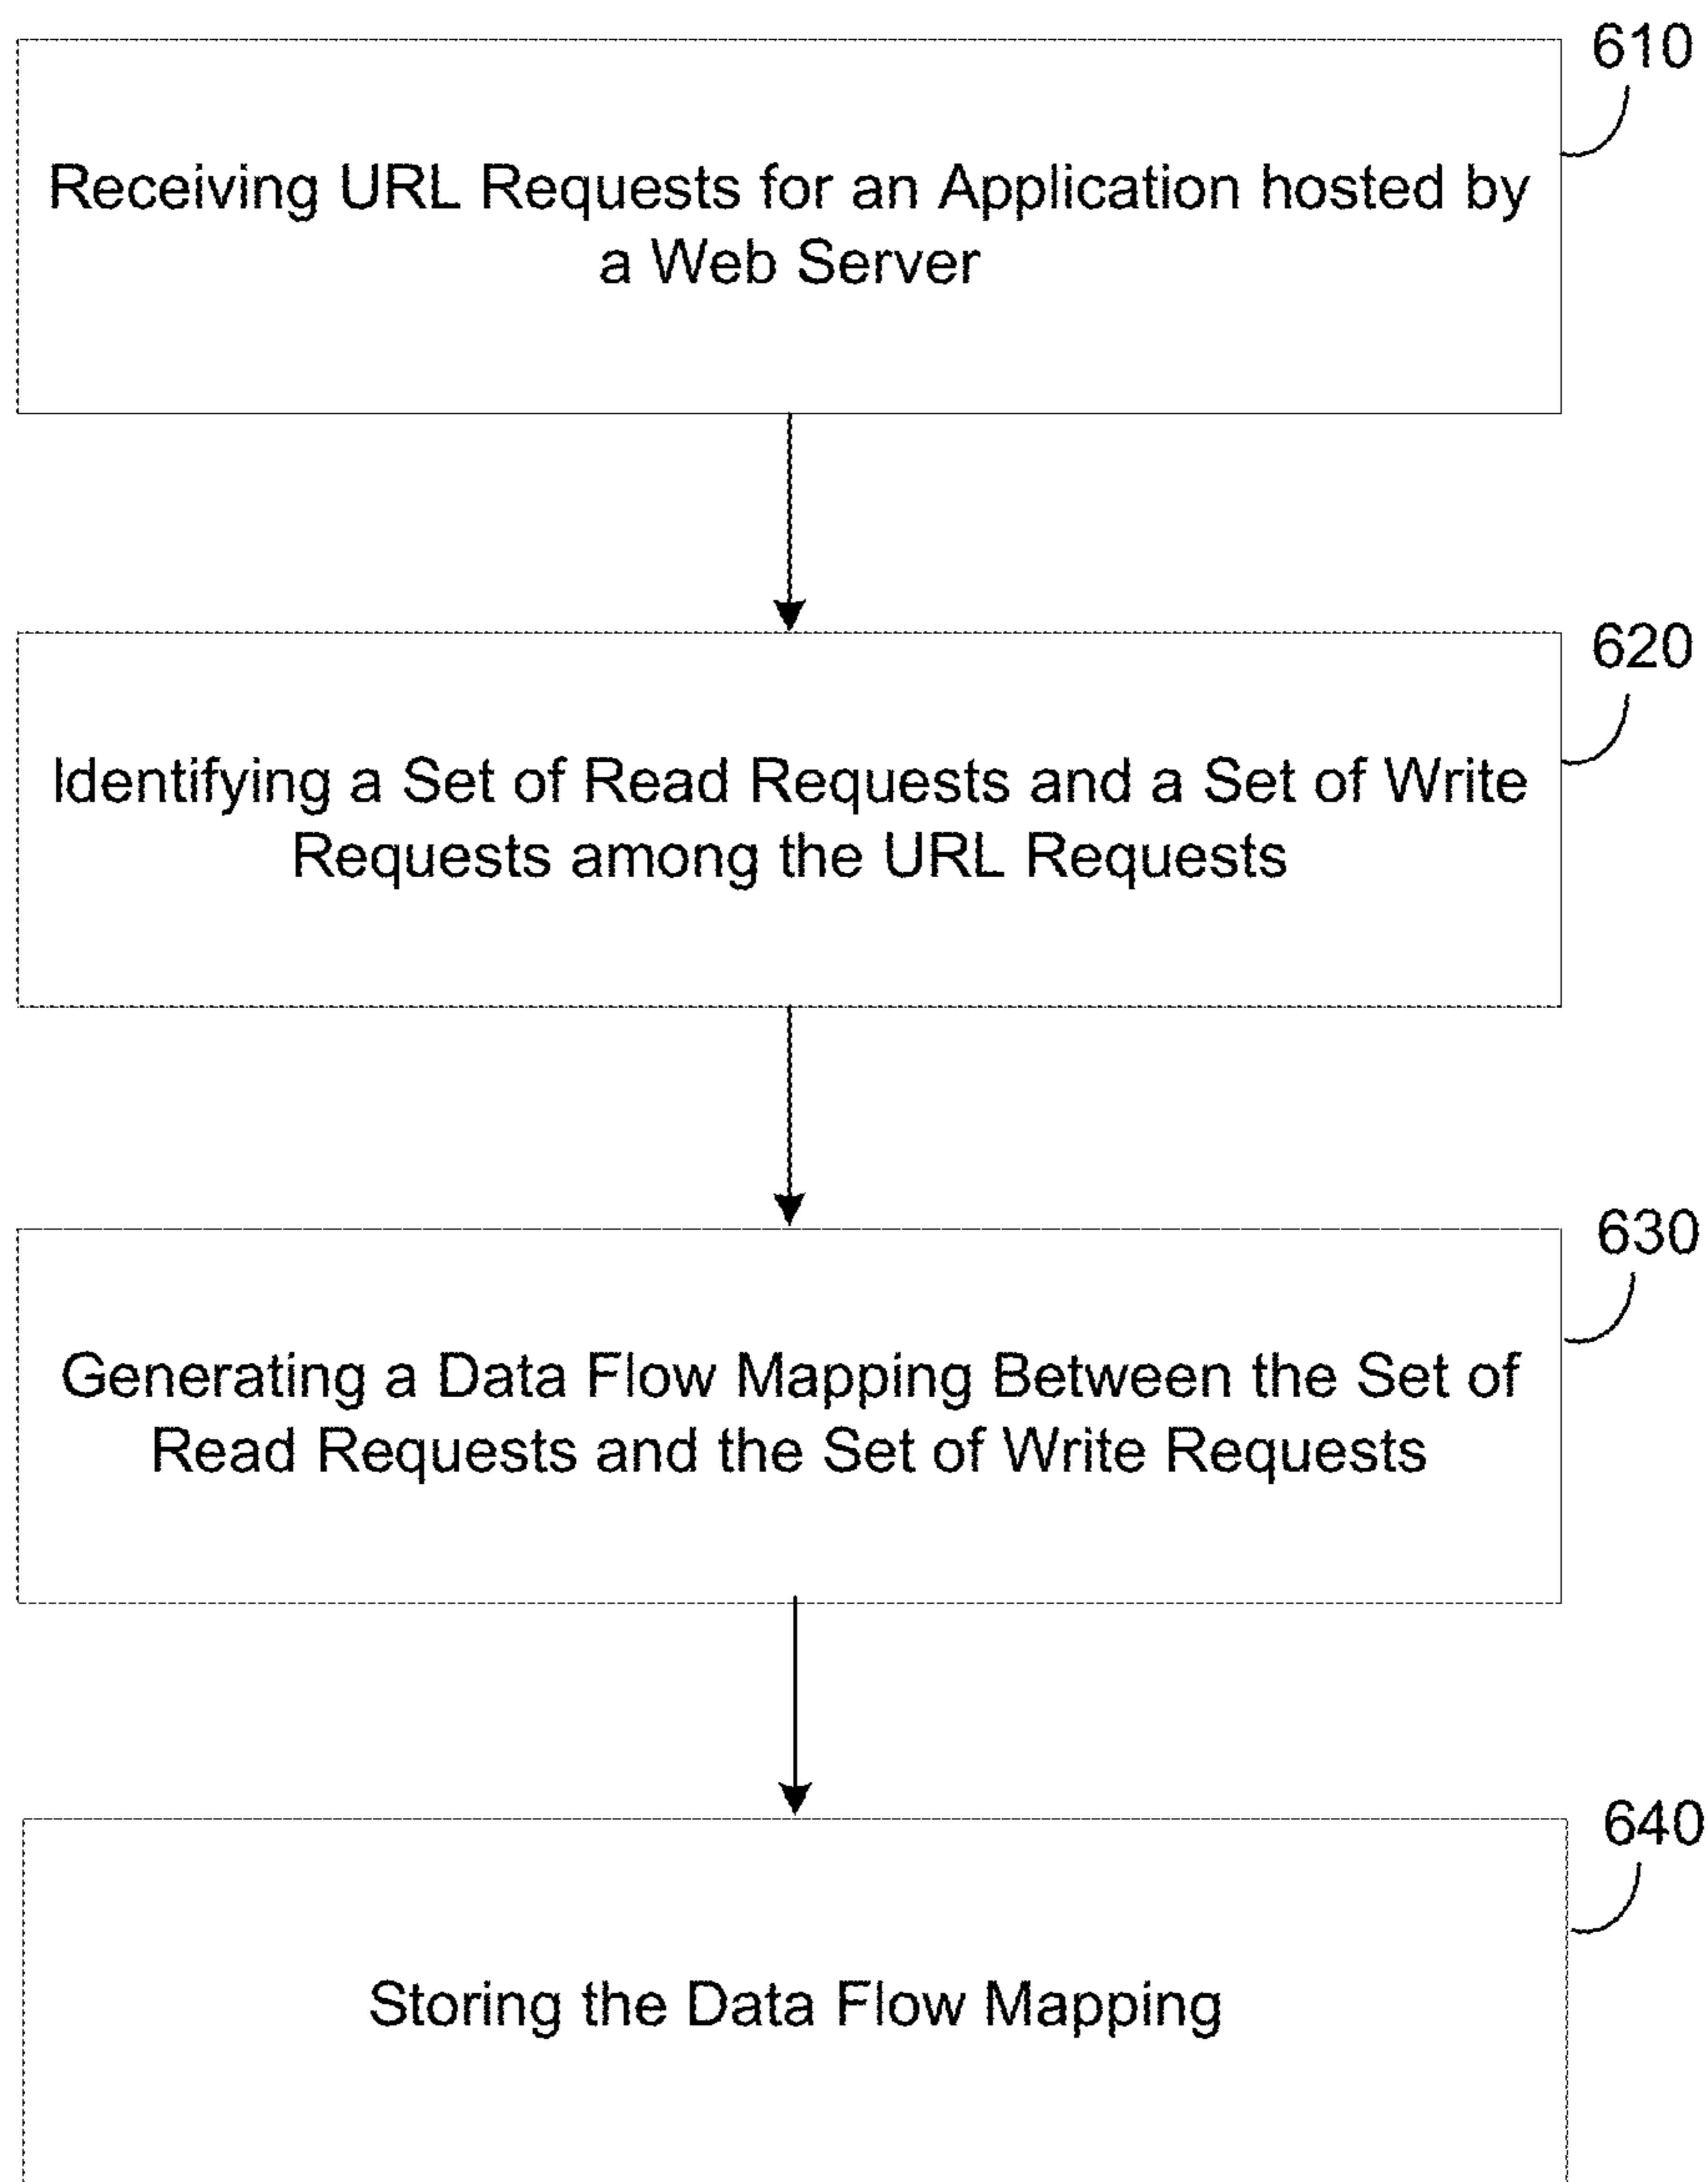 610
Receiving URL Requests for an Application hosted by
a Web Server
620
Identifying a Set of Read Requests and a Set of Write
Requests among the URL Requests
630
Generating a Data Flow Mapping Between the Set of
Read Requests and the Set of Write Requests
640
Storing the Data Flow Mapping